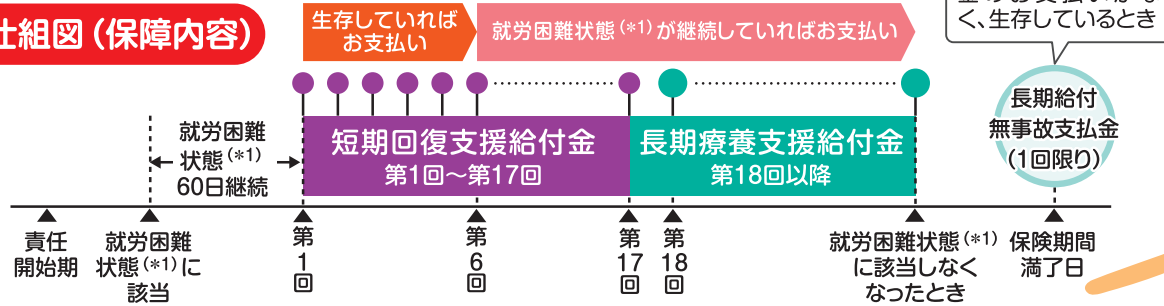 仕組図（保障内容）
生存していれば
お支払い
就労困難状態(*1)が継続していればお支払い
く、生存しているとき
就労困難
状態(*1)
60日継続
短期回復支援給付金
第1回～第17回
長期療養支援給付金
第18回以降
長期給付
無事故支払金
(1回限り)
責任
開始期
就労困難
状態(*1)に
該当
第
1
回
第
6
回
第
17
回
第
18
回
就労困難状態(*1)
に該当しなく
なったとき
保険期間
満了日